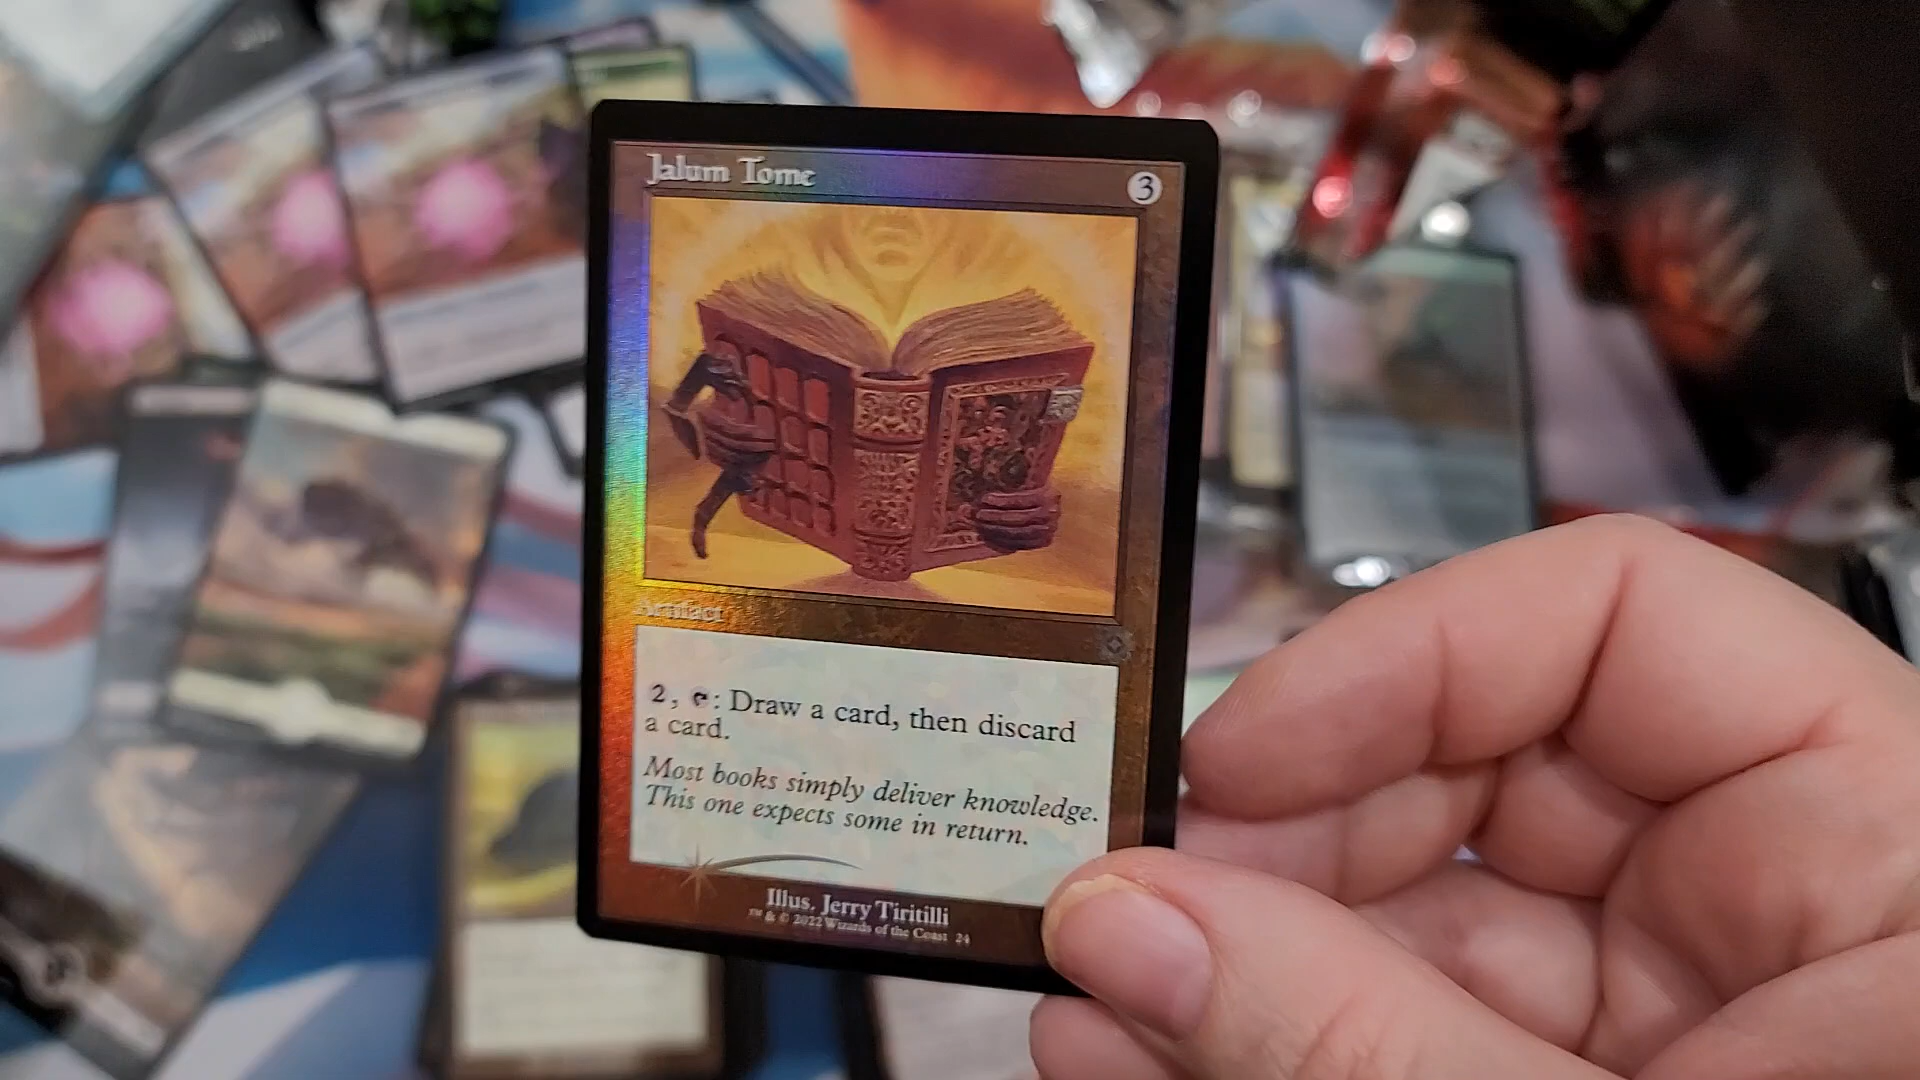 Jalum Tome
3
Artifact
2, : Draw a card, then discard
a card.
Most books simply deliver knowledge.
This one expects some in return.
Illus. Jerry Tiritilli
™ & © 2022 Wizards of the Coast 24